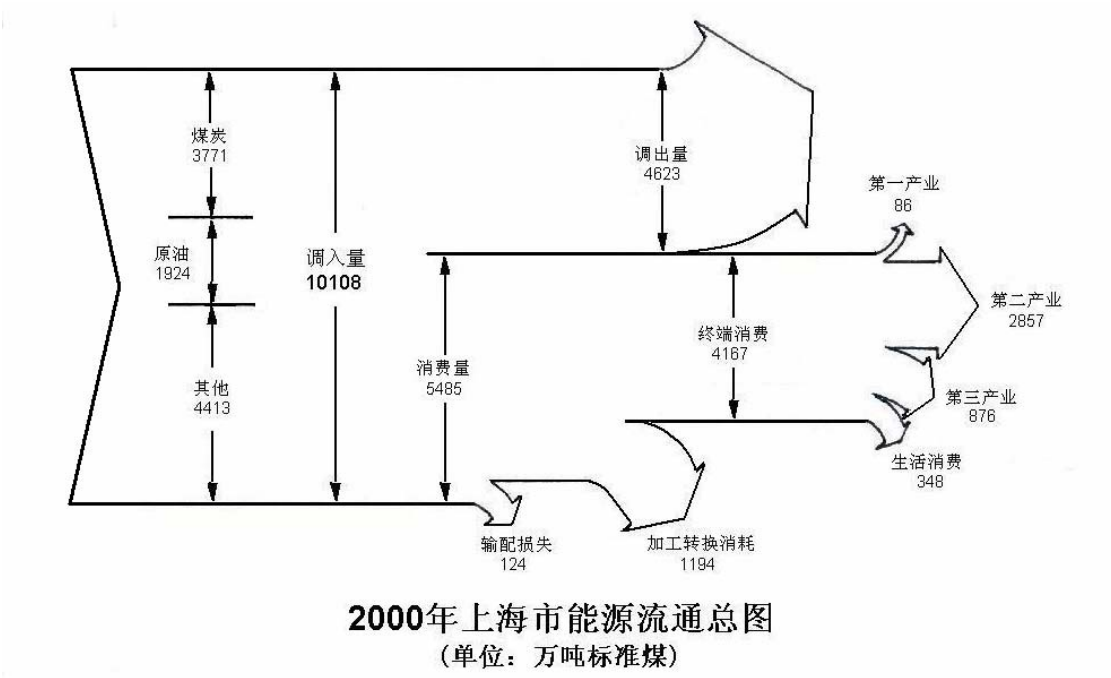 煤炭
3771
原油
1924
其他
4413
调入量
10108
调出量
4623
消费量
5485
终端消费
4167
第一产业
86
第二产业
2857
第三产业
876
生活消费
348
输配损失
124
加工转换消耗
1194
2000年上海市能源流通总图
(单位：万吨标准煤)